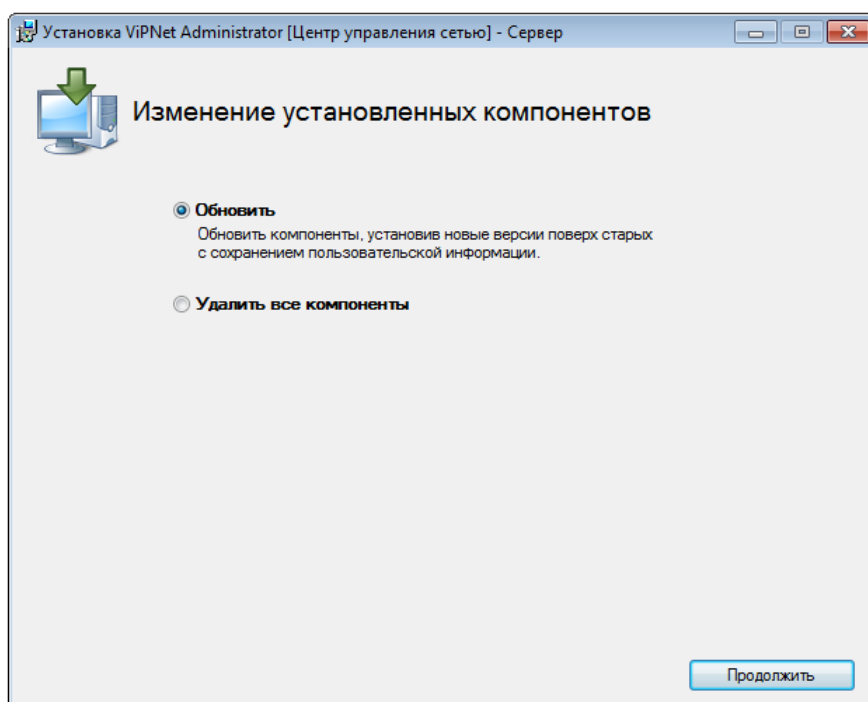 Установка ViPNet Administrator [Центр управления сетью] - Сервер
Изменение установленных компонентов
Обновить
Обновить компоненты, установив новые версии поверх старых
с сохранением пользовательской информации.
Удалить все компоненты
Продолжить